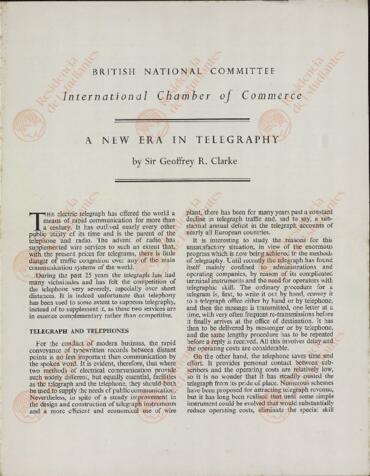 BRITISH NATIONAL COMMITTEE
International Chamber of Commerce
A NEW ERA IN TELEGRAPHY
by Sir Geoffrey R. Clarke
THE electric telegraph has offered the world a
means of rapid communication for more than
a century. It has outlived nearly every other
public utility of its time and is the parent of the
telephone and radio. The advent of radio has
supplemented wire services to such an extent that,
with the present prices for telegrams, there is little
danger of traffic congestion over any of the main
communication systems of the world.
During the past 25 years the telegraph has had
many vicissitudes and has felt the competition of
the telephone very severely, especially over short
distances. It is indeed unfortunate that telephony
has been used to some extent to supersede telegraphy,
instead of to supplement it, as these two services are
in essence complementary rather than competitive.
TELEGRAPH AND TELEPHONES
For the conduct of modern business, the rapid
conveyance of typewritten records between distant
points is no less important than communication by
the spoken word. It is evident, therefore, that where
two methods of electrical communication provide
such widely different, but equally essential, facilities
as the telegraph and the telephone, they should both
be used to supply the needs of public communication.
Nevertheless, in spite of a steady improvement in
the design and construction of telegraph instruments
and a more efficient and economical use of wire
plant, there has been for many years past a constant
decline in telegraph traffic and, sad to say, a sub-
stantial annual deficit in the telegraph accounts of
nearly all European countries.
It is interesting to study the reasons for this
unsatisfactory situation, in view of the enormous
progress which is now being achieved in the methods
of telegraphy. Until recently the telegraph has found
itself mainly confined to administrations and
operating companies, by reason of its complicated
terminal instruments and the need for operators with
telegraphic skill. The ordinary procedure for a
telegram is, first, to write it out by hand, convey it
to a telegraph office either by hand or by telephone,
and then the message is transmitted, one letter at a
time, with very often frequent re-transmissions before
it finally arrives at the office of destination. It has
then to be delivered by messenger or by telephone,
and the same lengthy procedure has to be repeated
before a reply is received. All this involves delay and
the operating costs are considerable.
On the other hand, the telephone saves time and
effort. It provides personal contact between sub-
scribers and the operating costs are relatively low,
so it is no wonder that it has steadily ousted the
telegraph from its pride of place. Numerous schemes
have been proposed for attracting telegraph revenue,
but it has long been realised that until some simple
instrument could be evolved that would substantially
reduce operating costs, eliminate the special skill
Residencia
de Estudiantes